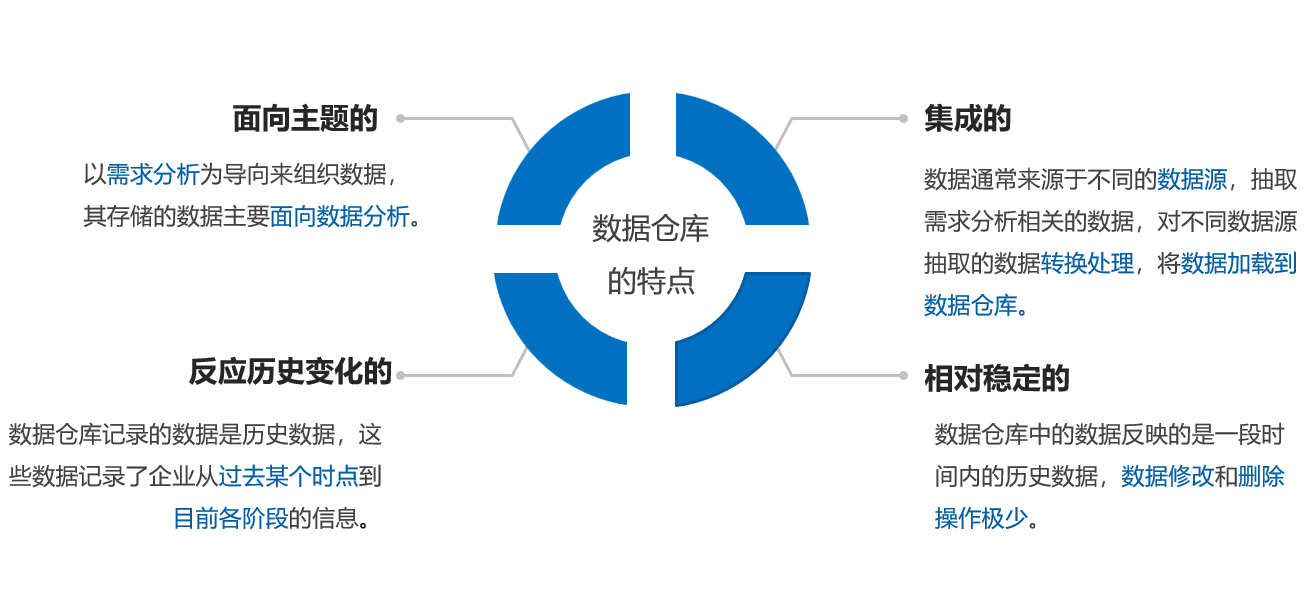 面向主题的
以需求分析为导向来组织数据，
其存储的数据主要面向数据分析。
集成的
数据通常来源于不同的数据源，抽取
需求分析相关的数据，对不同数据源
抽取的数据转换处理，将数据加载到
数据仓库。
数据仓库
的特点
反应历史变化的
数据仓库记录的数据是历史数据，这
些数据记录了企业从过去某个时点到
目前各阶段的信息。
相对稳定的
数据仓库中的数据反映的是一段时
间内的历史数据，数据修改和删除
操作极少。